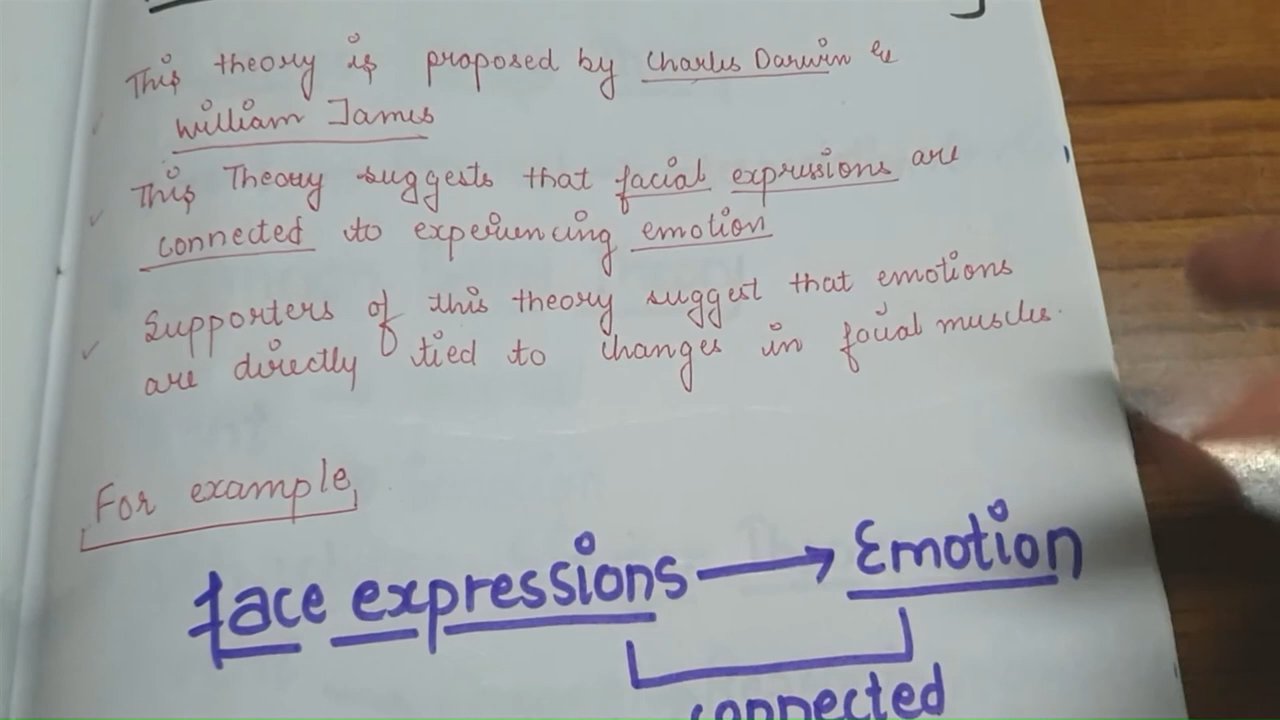 This theory is proposed by Charles Darwin &
William James
This Theory suggests that facial expressions are
connected to experiencing emotion
Supporters of this theory suggest that emotions
are directly tied to changes in facial muscles.
For example,
face expressions → Emotion
connected